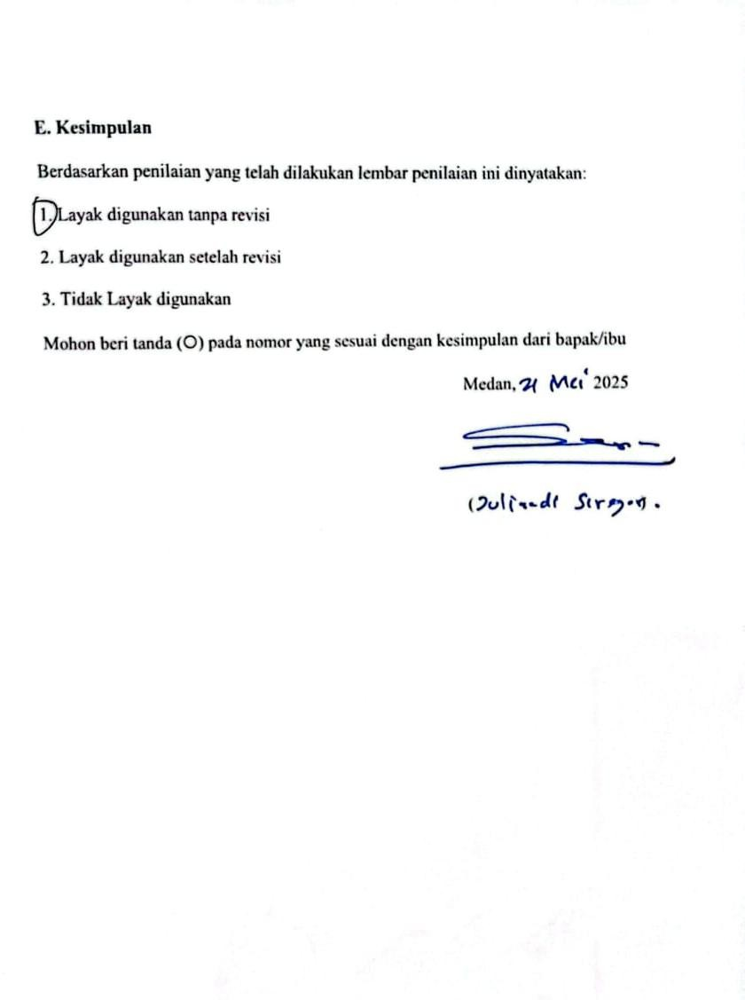 E. Kesimpulan
Berdasarkan penilaian yang telah dilakukan lembar penilaian ini dinyatakan:
1. Layak digunakan tanpa revisi
2. Layak digunakan setelah revisi
3. Tidak Layak digunakan
Mohon beri tanda (O) pada nomor yang sesuai dengan kesimpulan dari bapak/ibu
Medan, 21 Mei 2025